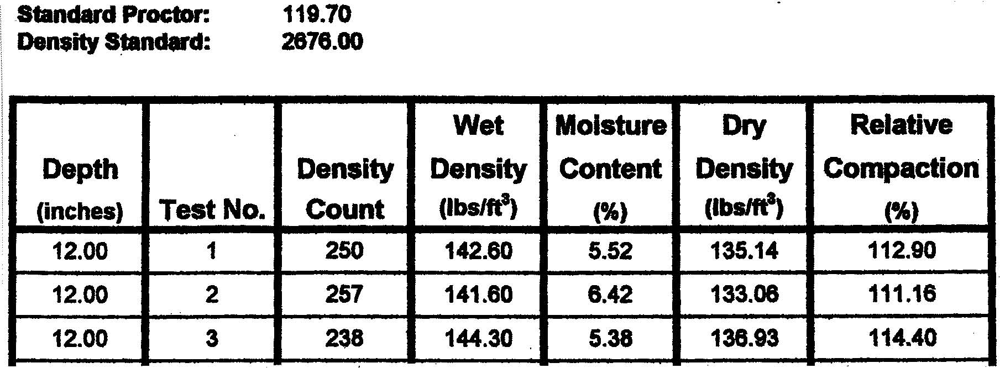 Standard Proctor: 119.70
Density Standard: 2676.00
Wet Moisture Dry Relative
Depth Density Density Content Density Compaction
(inches) Test No. Count (lbs/ft³) (%) (lbs/ft³) (%)
12.00 1 250 142.60 5.52 135.14 112.90
12.00 2 257 141.60 6.42 133.06 111.16
12.00 3 238 144.30 5.38 136.93 114.40